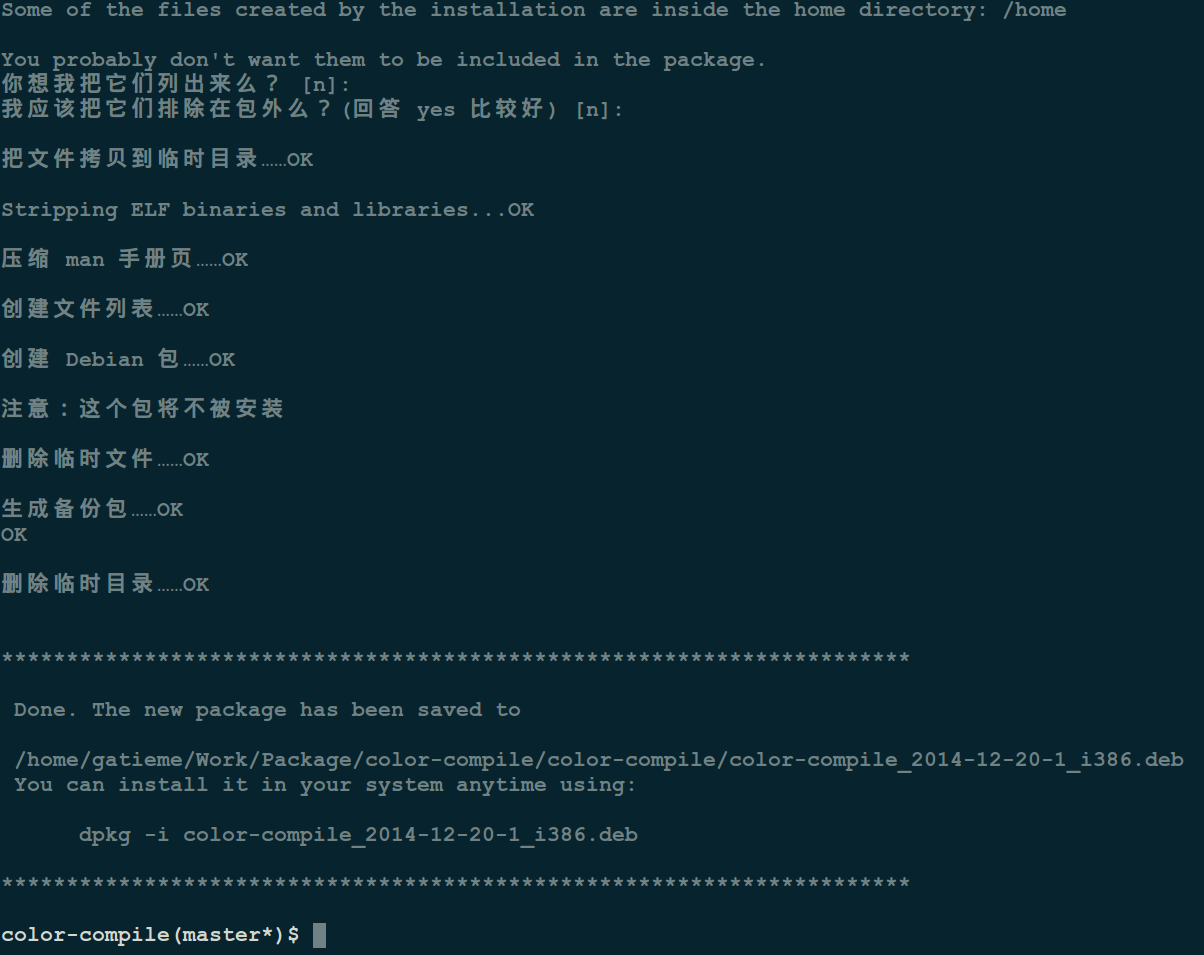 Some of the files created by the installation are inside the home directory: /home
You probably don't want them to be included in the package.
你想我把它们列出来么？ [n]:
我应该把它们排除在包外么？(回答 yes 比较好) [n]:
把文件拷贝到临时目录……OK
Stripping ELF binaries and libraries...OK
压缩 man 手册页……OK
创建文件列表……OK
创建 Debian 包……OK
注意：这个包将不被安装
删除临时文件……OK
生成备份包……OK
OK
删除临时目录……OK
**********************************************************************
Done. The new package has been saved to
/home/gatieme/Work/Package/color-compile/color-compile/color-compile_2014-12-20-1_i386.deb
You can install it in your system anytime using:
dpkg -i color-compile_2014-12-20-1_i386.deb
**********************************************************************
color-compile(master*)$